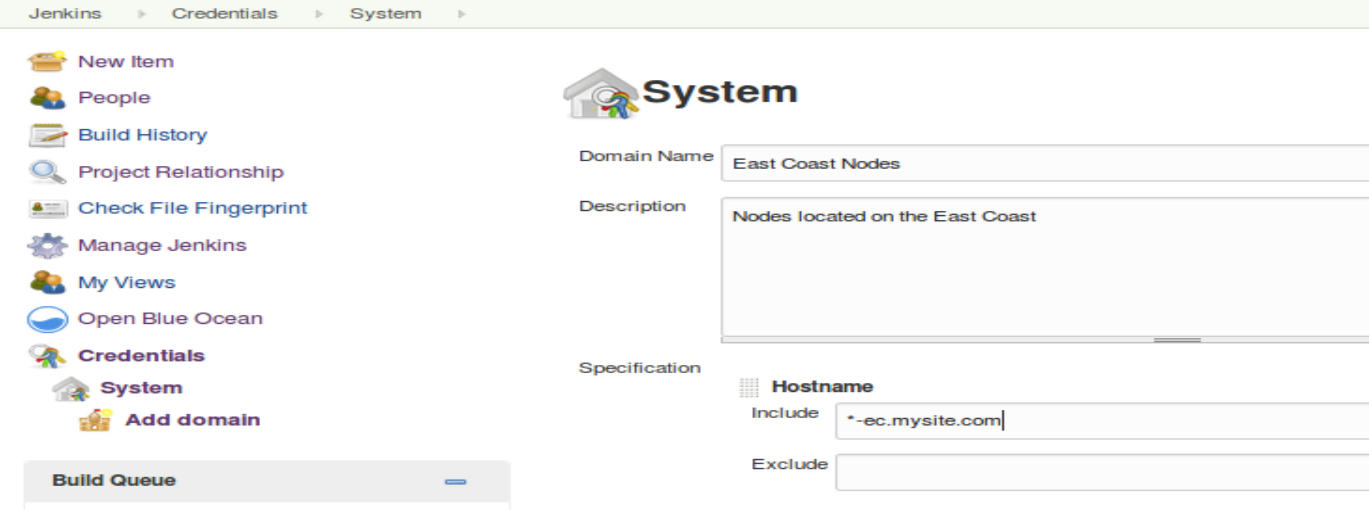 Jenkins Credentials System
New Item
People
Build History
Project Relationship
Check File Fingerprint
Manage Jenkins
My Views
Open Blue Ocean
Credentials
System
Add domain
Build Queue
System
Domain Name East Coast Nodes
Description Nodes located on the East Coast
Specification
Hostname
Include *-ec.mysite.com
Exclude